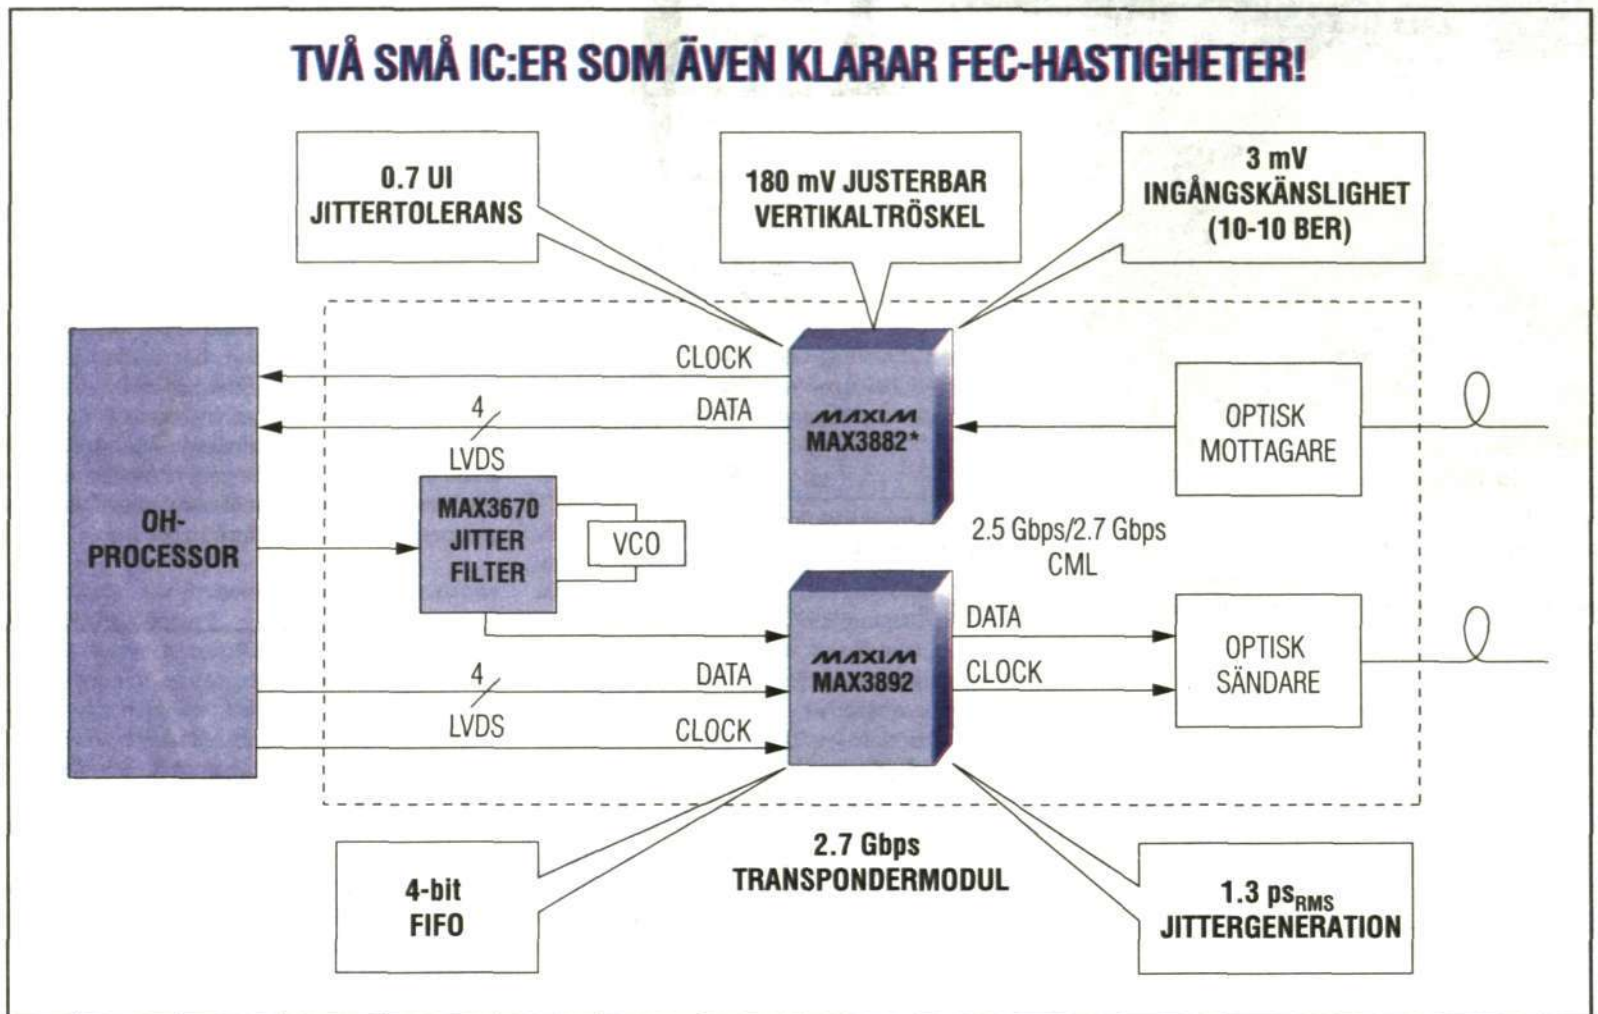 TVÅ SMÅ IC:ER SOM ÄVEN KLARAR FEC-HASTIGHETER!
0.7 UI
JITTERTOLERANS
180 mV JUSTERBAR
VERTIKALTRÖSKEL
3 mV
INGÅNGSKÄNSLIGHET
(10-10 BER)
CLOCK
4
DATA
LVDS
MAXIM
MAX3882*
OPTISK
MOTTAGARE
OH-
PROCESSOR
MAX3670
JITTER
FILTER
VCO
2.5 Gbps/2.7 Gbps
CML
4
DATA
LVDS
CLOCK
MAXIM
MAX3892
DATA
CLOCK
OPTISK
SÄNDARE
4-bit
FIFO
2.7 Gbps
TRANSPONDERMODUL
1.3 psRMS
JITTERGENERATION